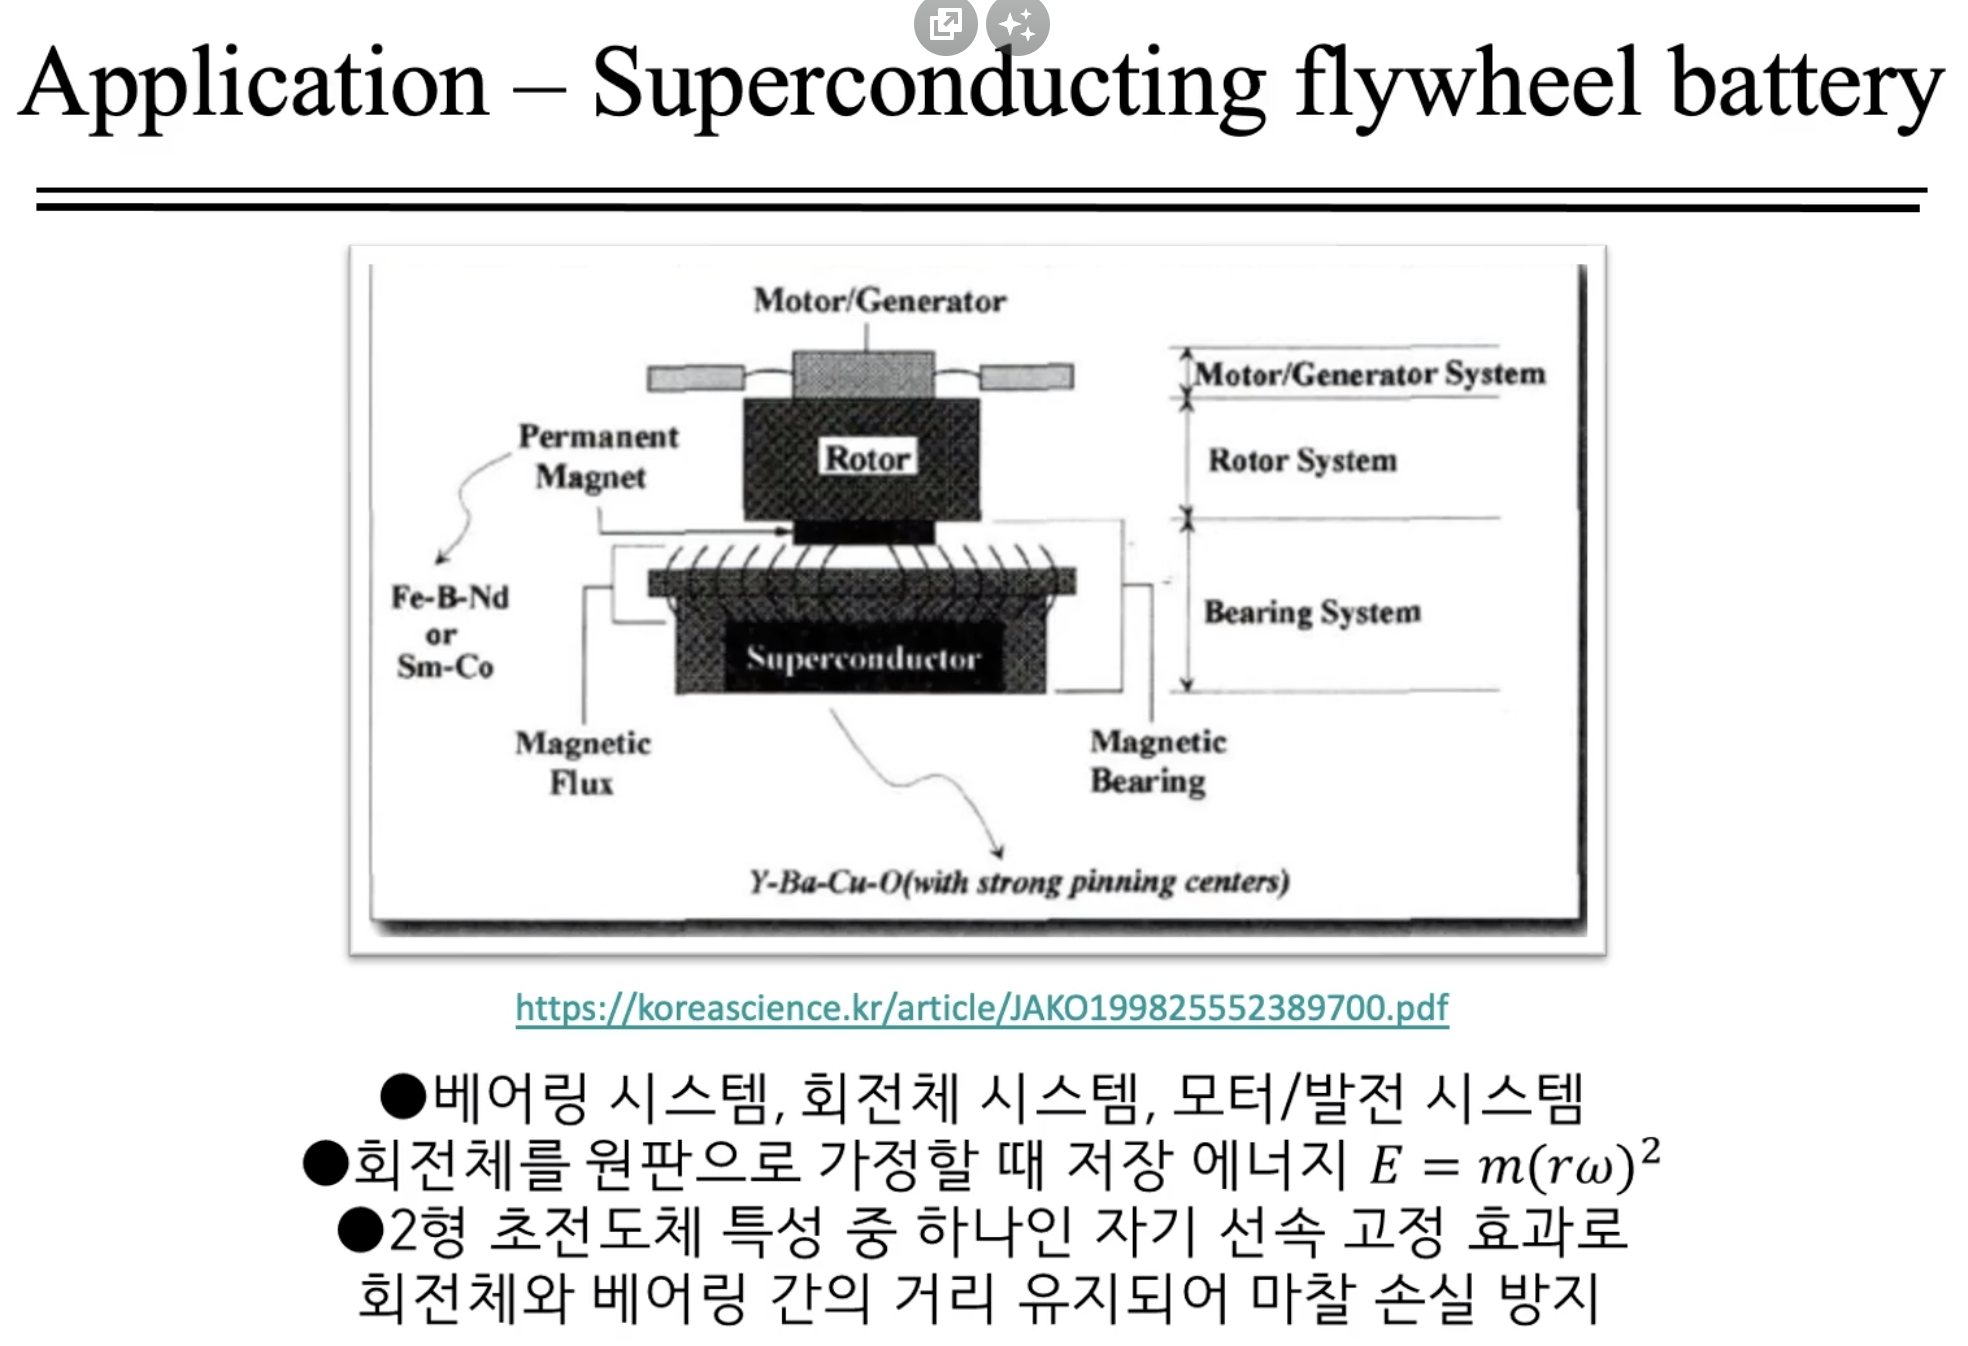 Application – Superconducting flywheel battery
Motor/Generator
Motor/Generator System
Permanent
Magnet
Rotor
Rotor System
Fe-B-Nd
or
Sm-Co
Bearing System
Superconductor
Magnetic
Flux
Magnetic
Bearing
Y-Ba-Cu-O(with strong pinning centers)
https://koreascience.kr/article/JAKO199825552389700.pdf
●베어링 시스템, 회전체 시스템, 모터/발전 시스템
●회전체를 원판으로 가정할 때 저장 에너지 E = m(rω)²
●2형 초전도체 특성 중 하나인 자기 선속 고정 효과로
회전체와 베어링 간의 거리 유지되어 마찰 손실 방지